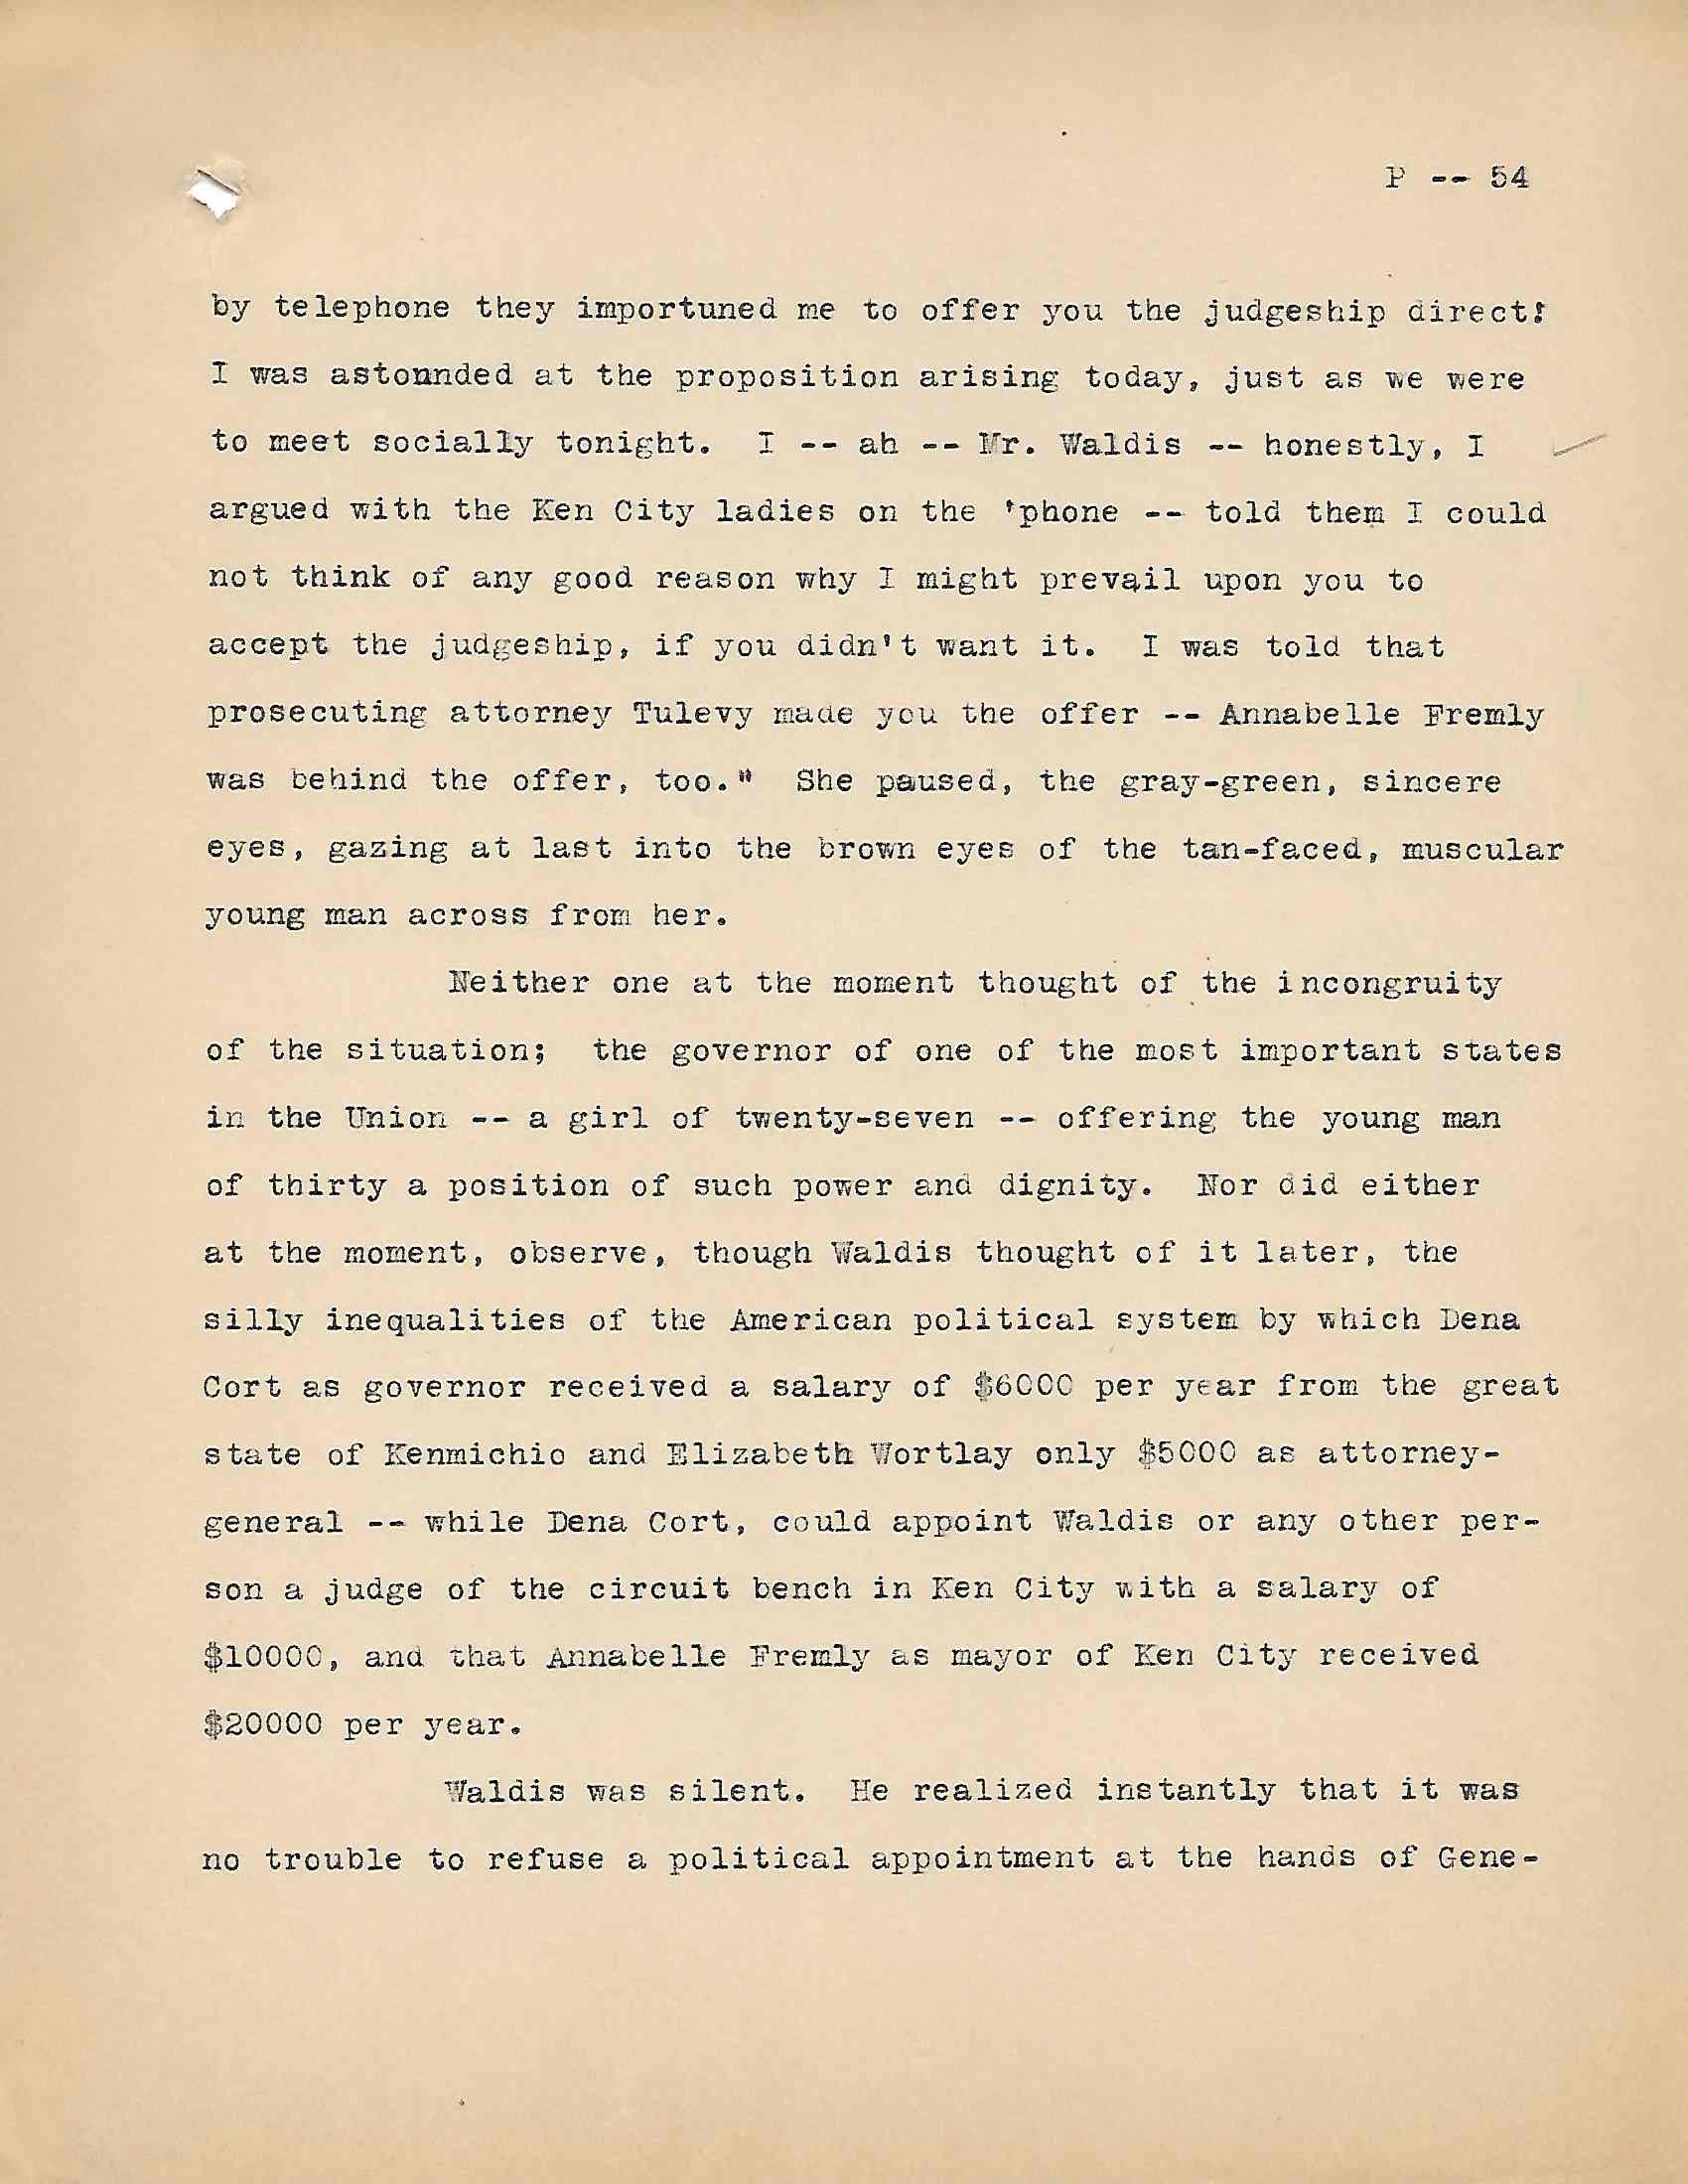 P -- 54
by telephone they importuned me to offer you the judgeship direct!
I was astonnded at the proposition arising today, just as we were
to meet socially tonight.  I -- ah -- Mr. Waldis -- honestly, I
argued with the Ken City ladies on the 'phone -- told them I could
not think of any good reason why I might prevail upon you to
accept the judgeship, if you didn't want it.  I was told that
prosecuting attorney Tulevy made you the offer -- Annabelle Fremly
was behind the offer, too."  She paused, the gray-green, sincere
eyes, gazing at last into the brown eyes of the tan-faced, muscular
young man across from her.
Neither one at the moment thought of the incongruity
of the situation;  the governor of one of the most important states
in the Union -- a girl of twenty-seven -- offering the young man
of thirty a position of such power and dignity.  Nor did either
at the moment, observe, though Waldis thought of it later, the
silly inequalities of the American political system by which Dena
Cort as governor received a salary of $6000 per year from the great
state of Kenmichio and Elizabeth Wortlay only $5000 as attorney-
general -- while Dena Cort, could appoint Waldis or any other per-
son a judge of the circuit bench in Ken City with a salary of
$10000, and that Annabelle Fremly as mayor of Ken City received
$20000 per year.
Waldis was silent.  He realized instantly that it was
no trouble to refuse a political appointment at the hands of Gene-